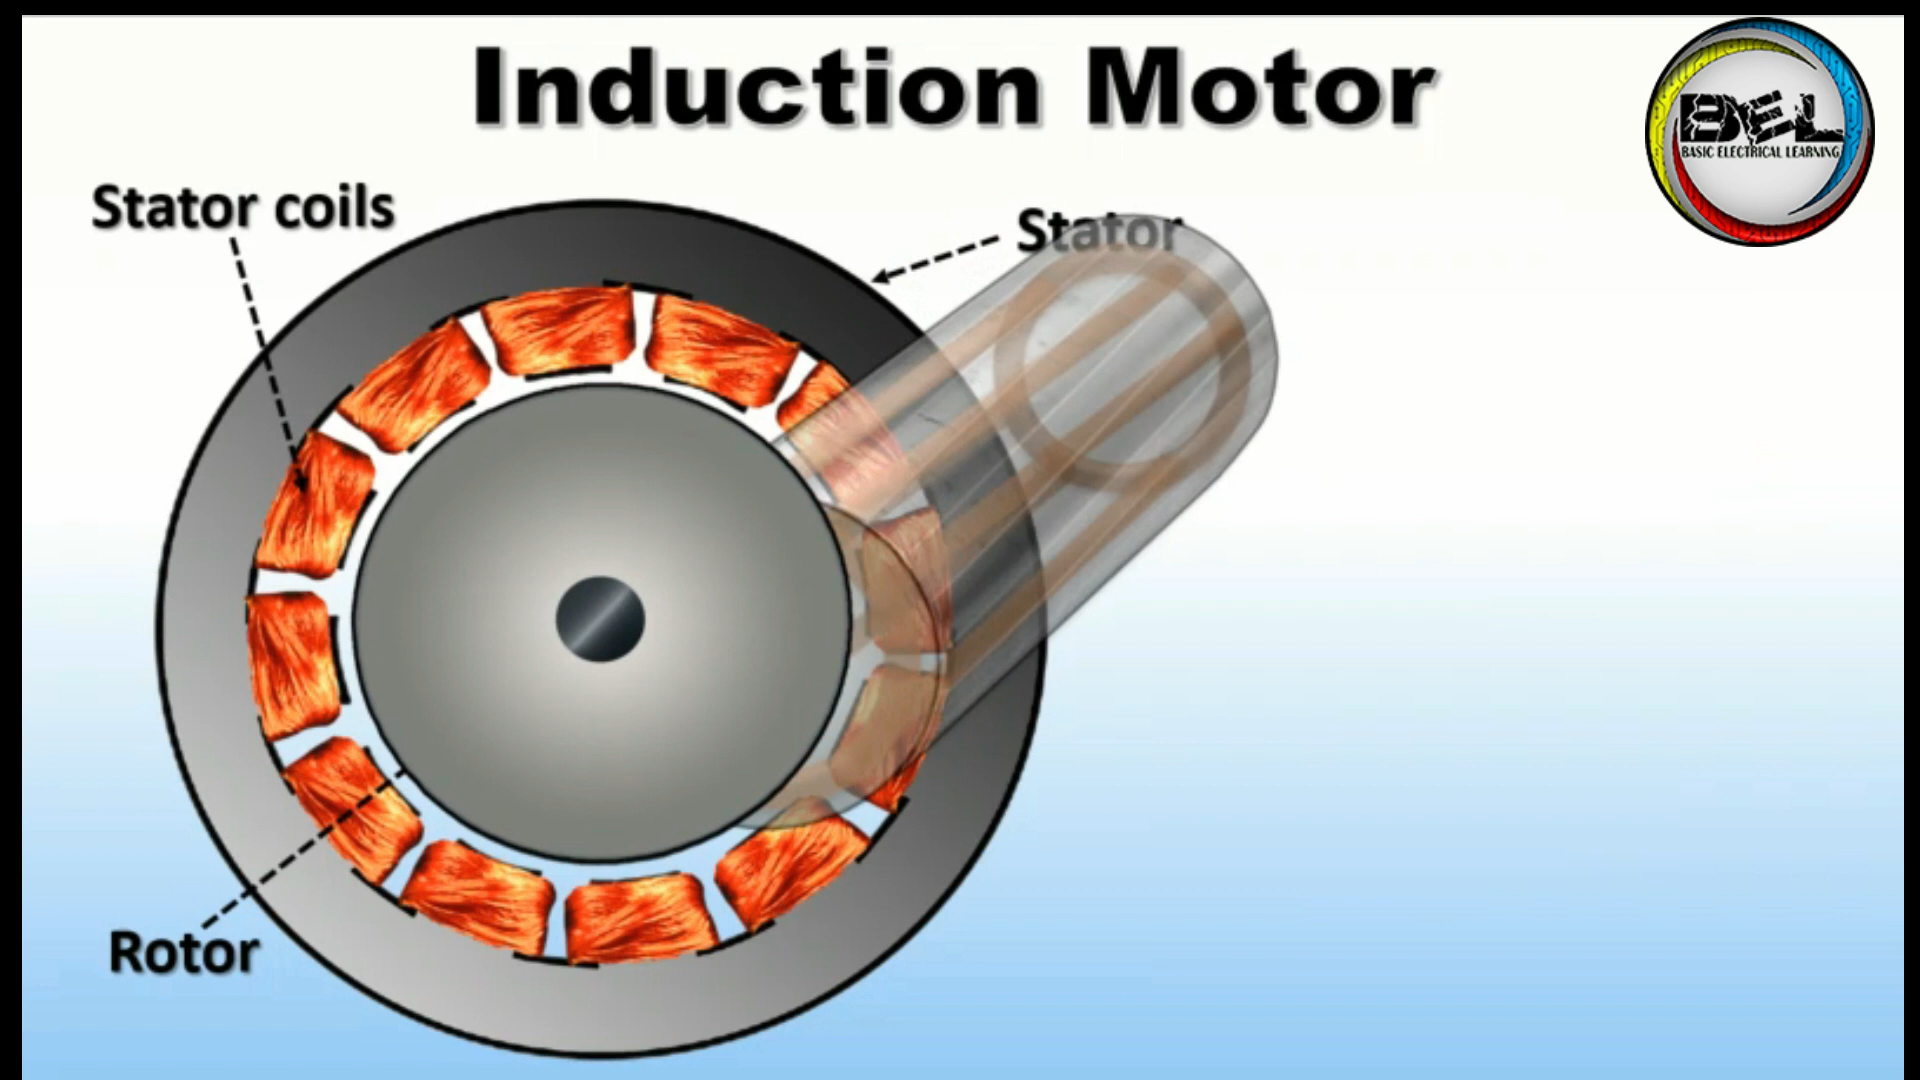 Induction Motor
BEL
BASIC ELECTRICAL LEARNING
Stator coils
Stator
Rotor